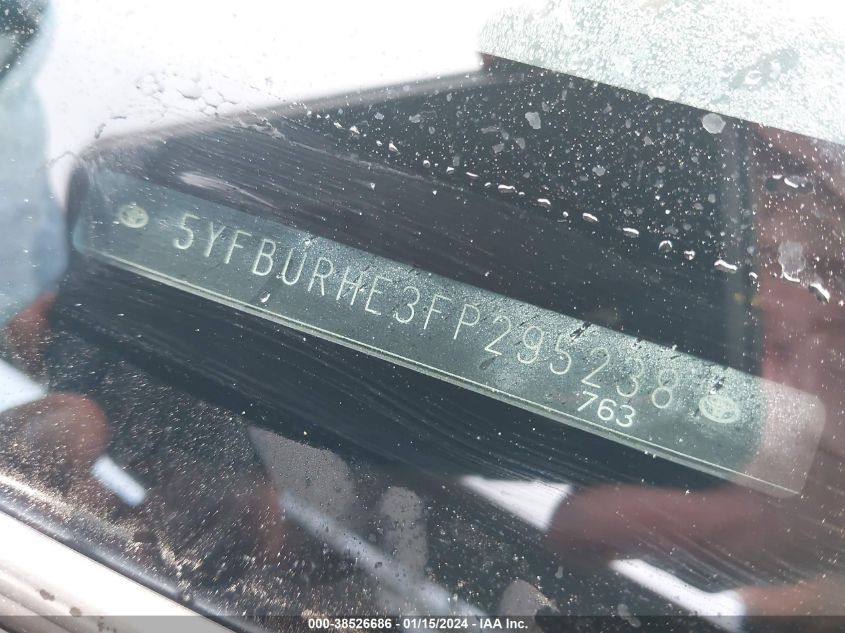 5YFBURHE3FP295238
763
000-38526686 - 01/15/2024 - IAA Inc.